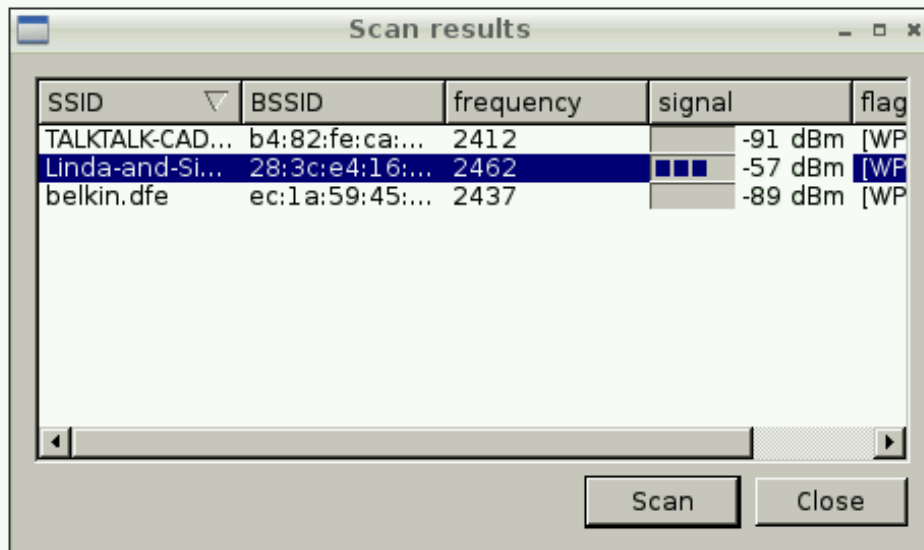 Scan results
SSID BSSID frequency signal flag
TALKTALK-CAD... b4:82:fe:ca:... 2412 -91 dBm [WP
Linda-and-Si... 28:3c:e4:16:... 2462 -57 dBm [WP
belkin.dfe ec:1a:59:45:... 2437 -89 dBm [WP
Scan Close